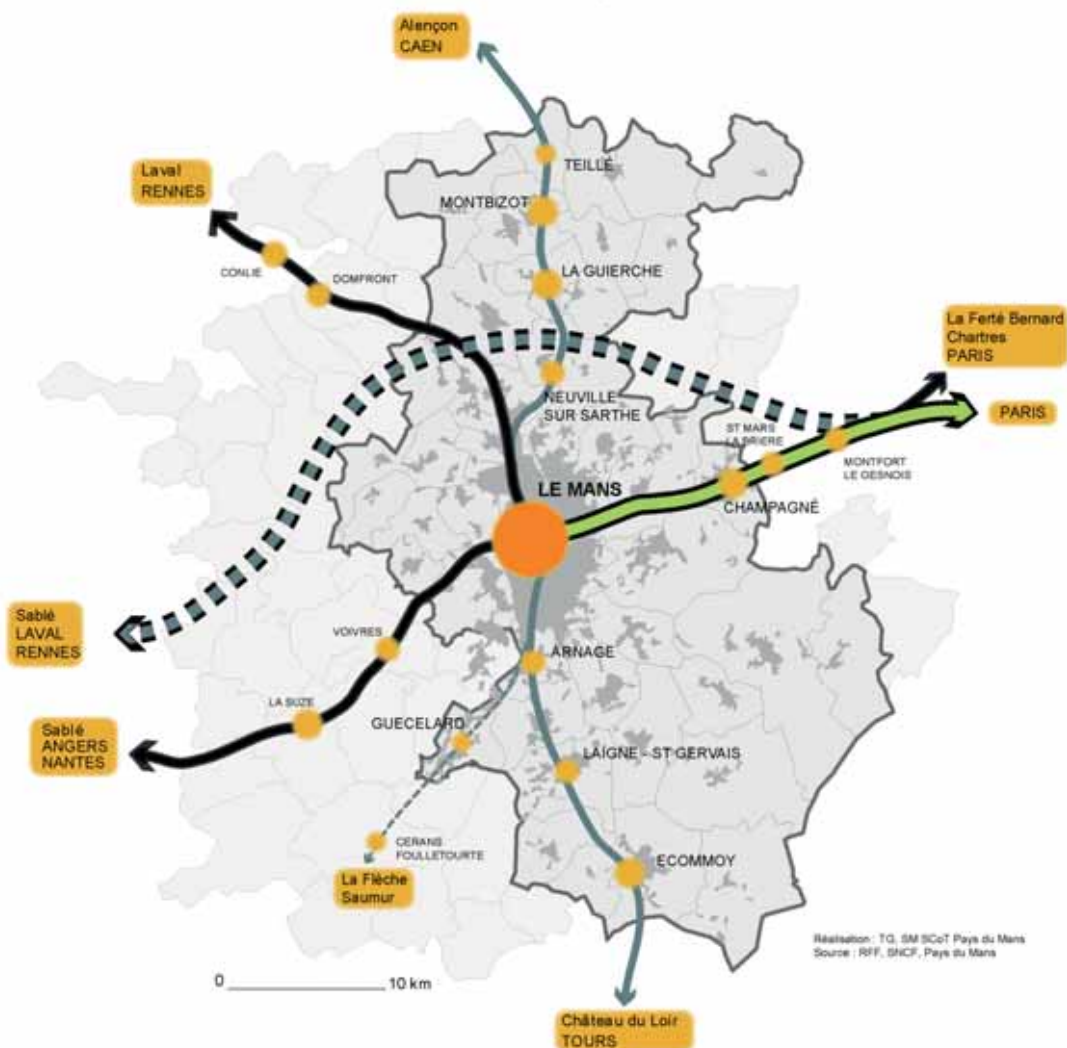 Alençon
CAEN
TEILLÉ
Laval
RENNES
MONTBIZOT
CONLIE
DOMFRONT
LA GUIERCHE
La Ferté Bernard
Chartres
PARIS
NEUVILLE
SUR SARTHE
PARIS
ST MARS
LA BRIERE
MONTFORT
LE GESNOIS
LE MANS
CHAMPAGNÉ
Sablé
LAVAL
RENNES
VOIVRES
ARNAGE
LA SUZE
GUECELARD
Sablé
ANGERS
NANTES
LAIGNE - ST GERVAIS
CERANS
FOULLETOURTE
ECOMMOY
La Flèche
Saumur
Réalisation : TG, SM SCoT Pays du Mans
Source : RFF, SNCF, Pays du Mans
0 10 km
Château du Loir
TOURS